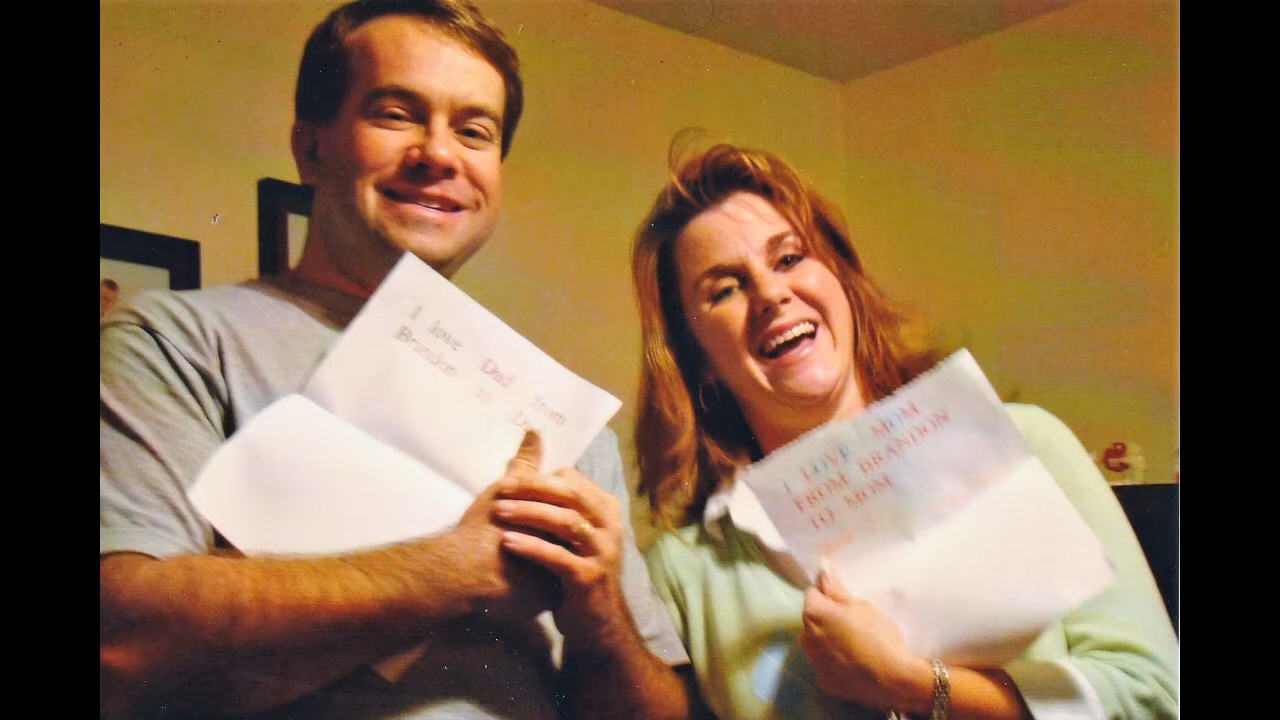 I love Dad from
Brandon to Dad
I LOVE MOM
FROM BRANDON
TO MOM